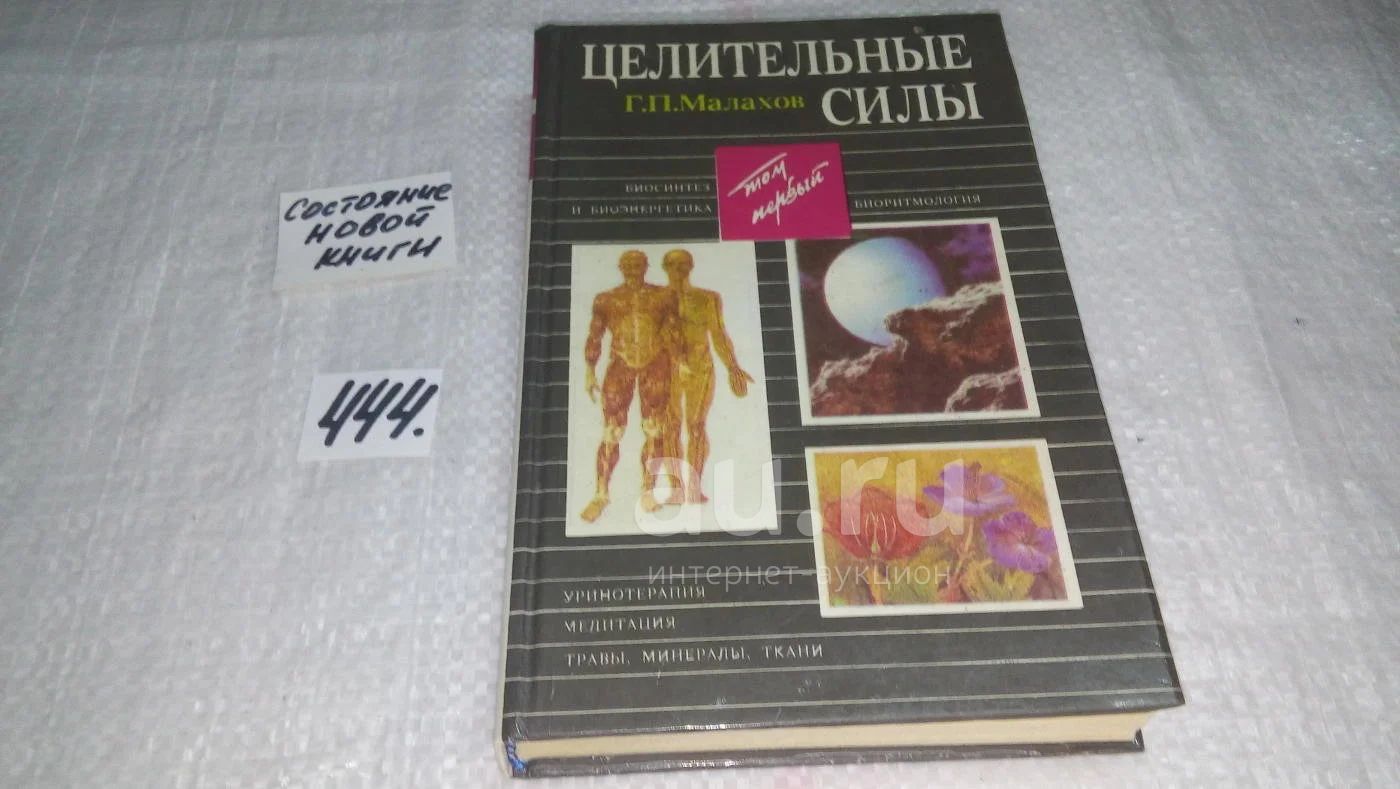 ЦЕЛИТЕЛЬНЫЕ
Г.П.Малахов СИЛЫ
том
первый
БИОСИНТЕЗ
И БИОЭНЕРГЕТИКА
БИОРИТМОЛОГИЯ
Состояние
новой
книги
444.
au.ru
интернет-аукцион
УРИНОТЕРАПИЯ
МЕДИТАЦИЯ
ТРАВЫ, МИНЕРАЛЫ, ТКАНИ